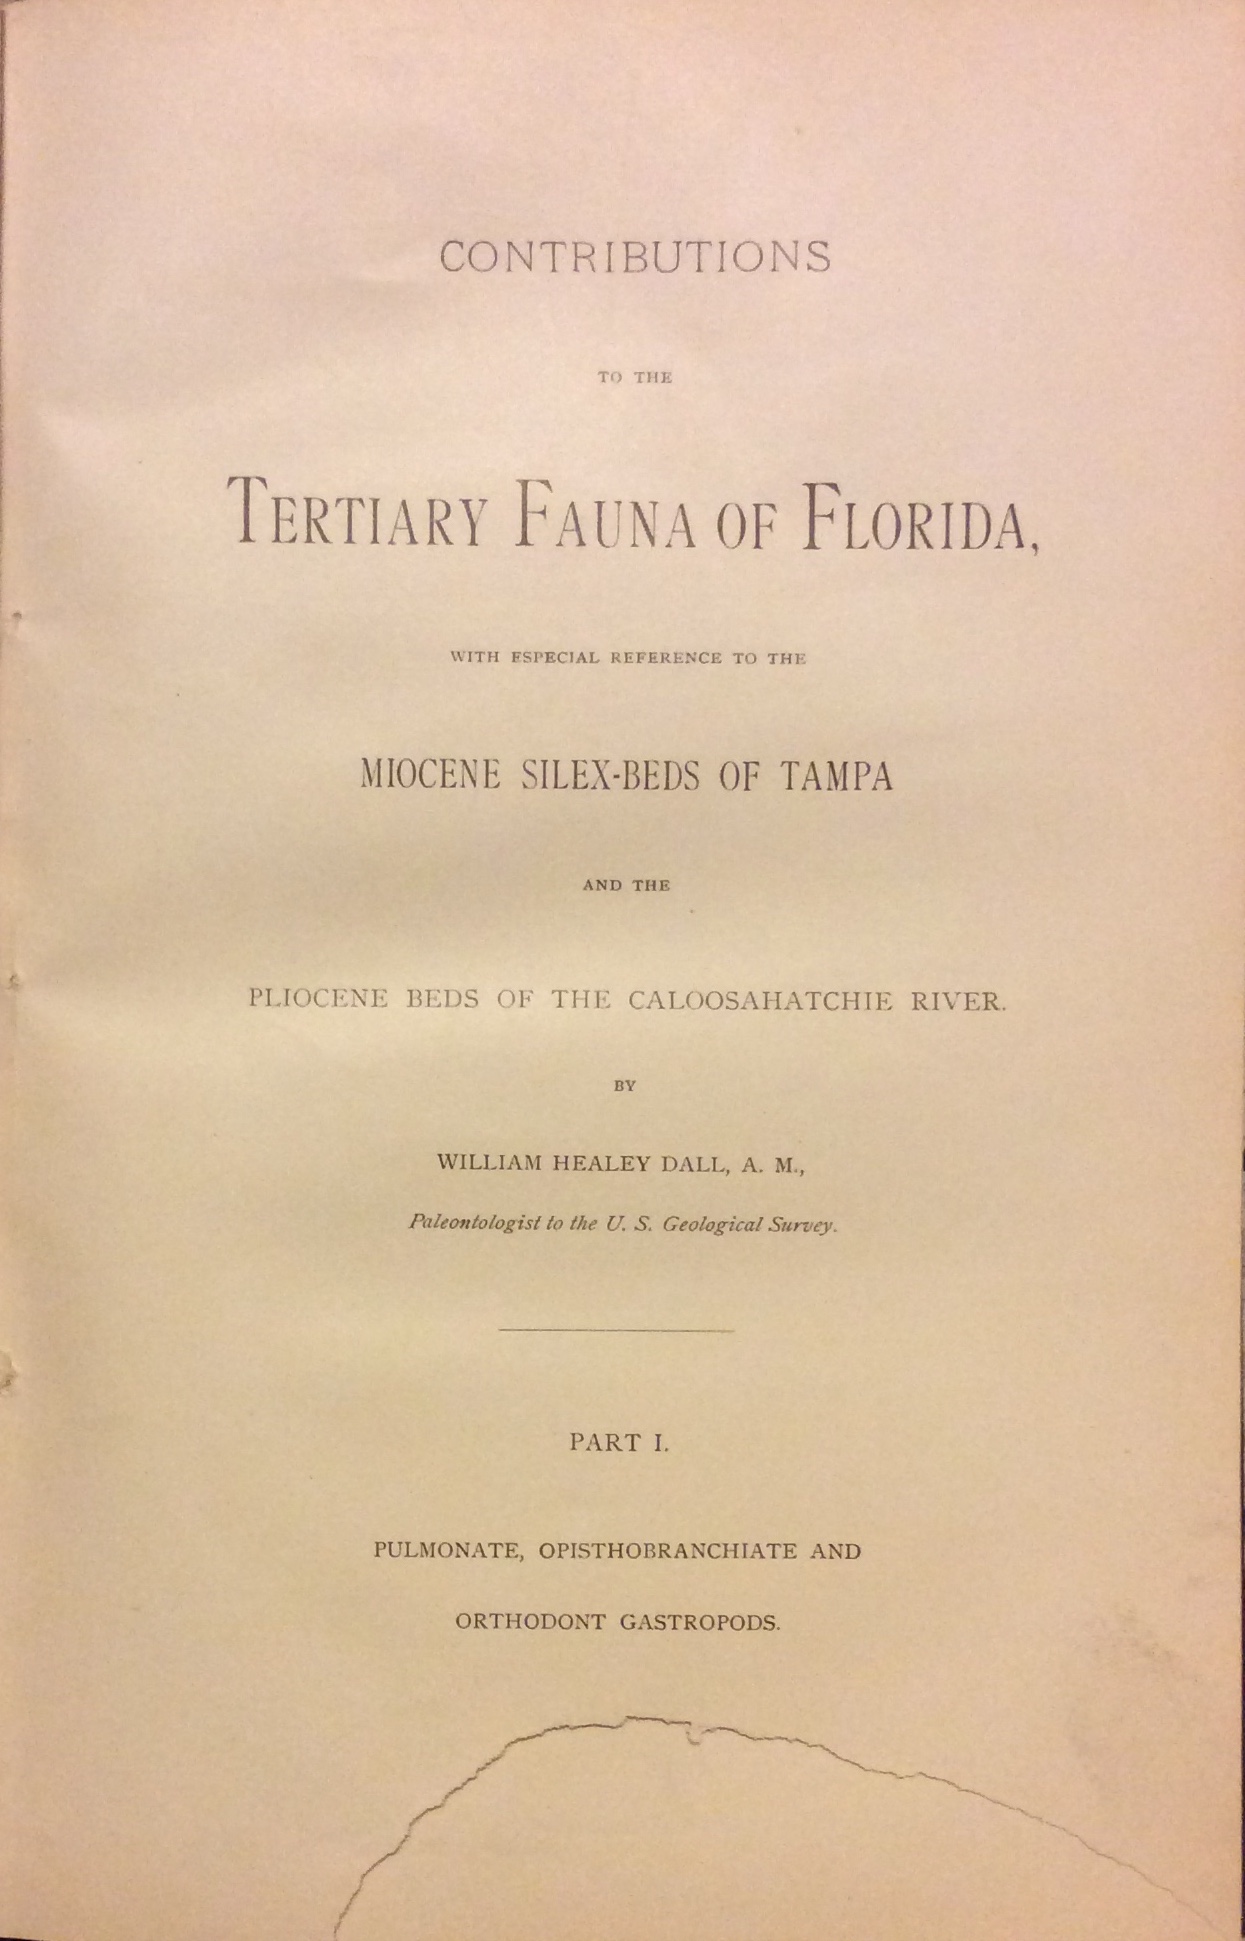 CONTRIBUTIONS
TO THE
TERTIARY FAUNA OF FLORIDA,
WITH ESPECIAL REFERENCE TO THE
MIOCENE SILEX-BEDS OF TAMPA
AND THE
PLIOCENE BEDS OF THE CALOOSAHATCHIE RIVER.
BY
WILLIAM HEALEY DALL, A. M.,
Paleontologist to the U. S. Geological Survey.
PART I.
PULMONATE, OPISTHOBRANCHIATE AND
ORTHODONT GASTROPODS.